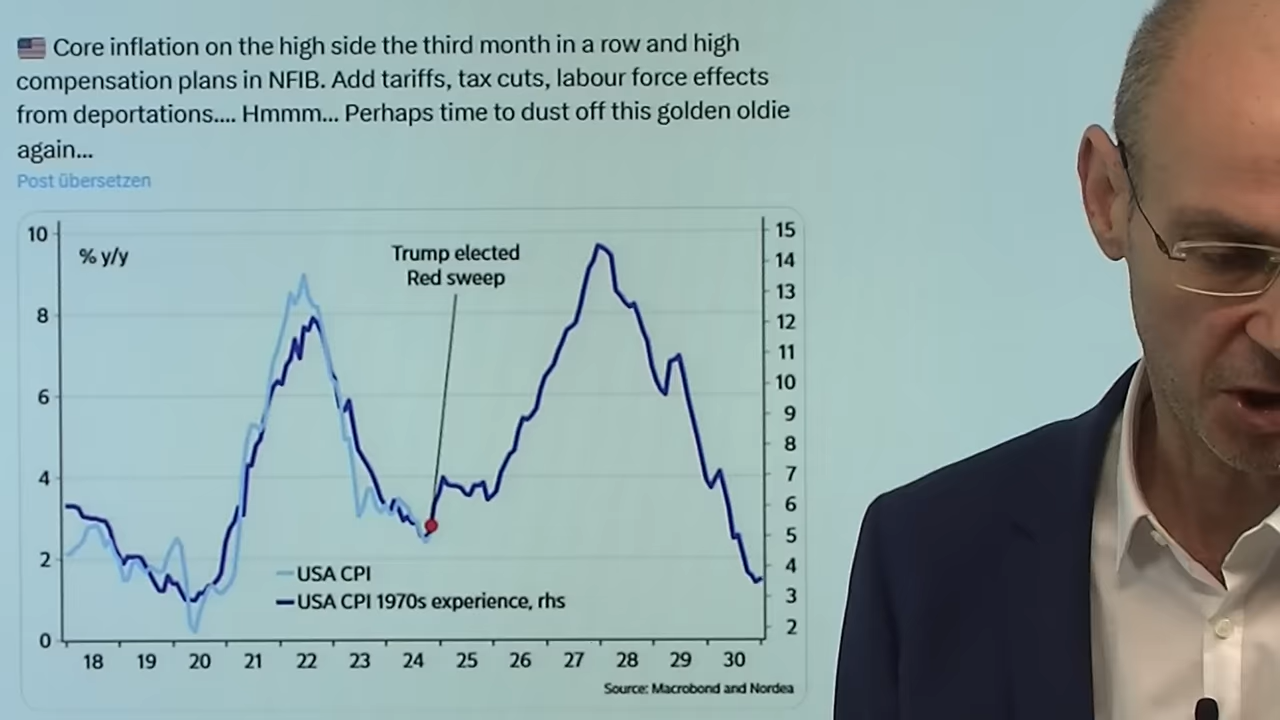 Core inflation on the high side the third month in a row and high
compensation plans in NFIB. Add tariffs, tax cuts, labour force effects
from deportations.... Hmmm... Perhaps time to dust off this golden oldie
again...
Post übersetzen
% y/y
Trump elected
Red sweep
10
8
6
4
2
0
15
14
13
12
11
10
9
8
7
6
5
4
3
2
USA CPI
USA CPI 1970s experience, rhs
18 19 20 21 22 23 24 25 26 27 28 29 30
Source: Macrobond and Nordea